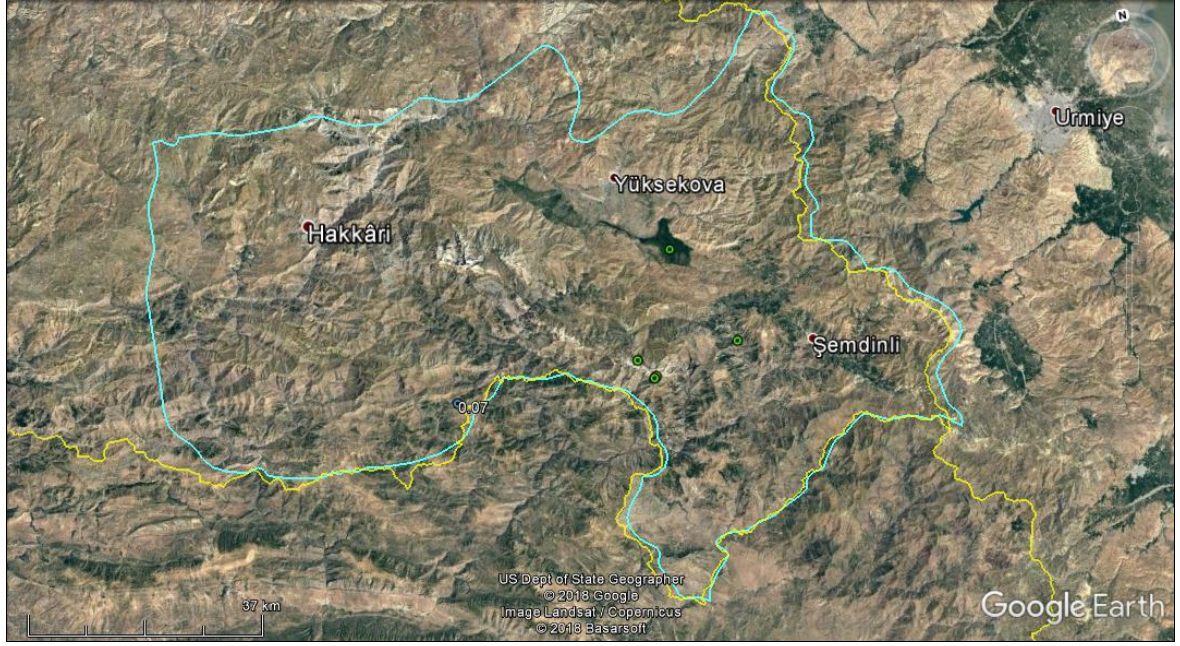 N
Urmiye
Yüksekova
Hakkâri
Şemdinli
0.07
US Dept of State Geographer
© 2018 Google
Image Landsat / Copernicus
© 2018 Basarsoft
37 km
Google Earth